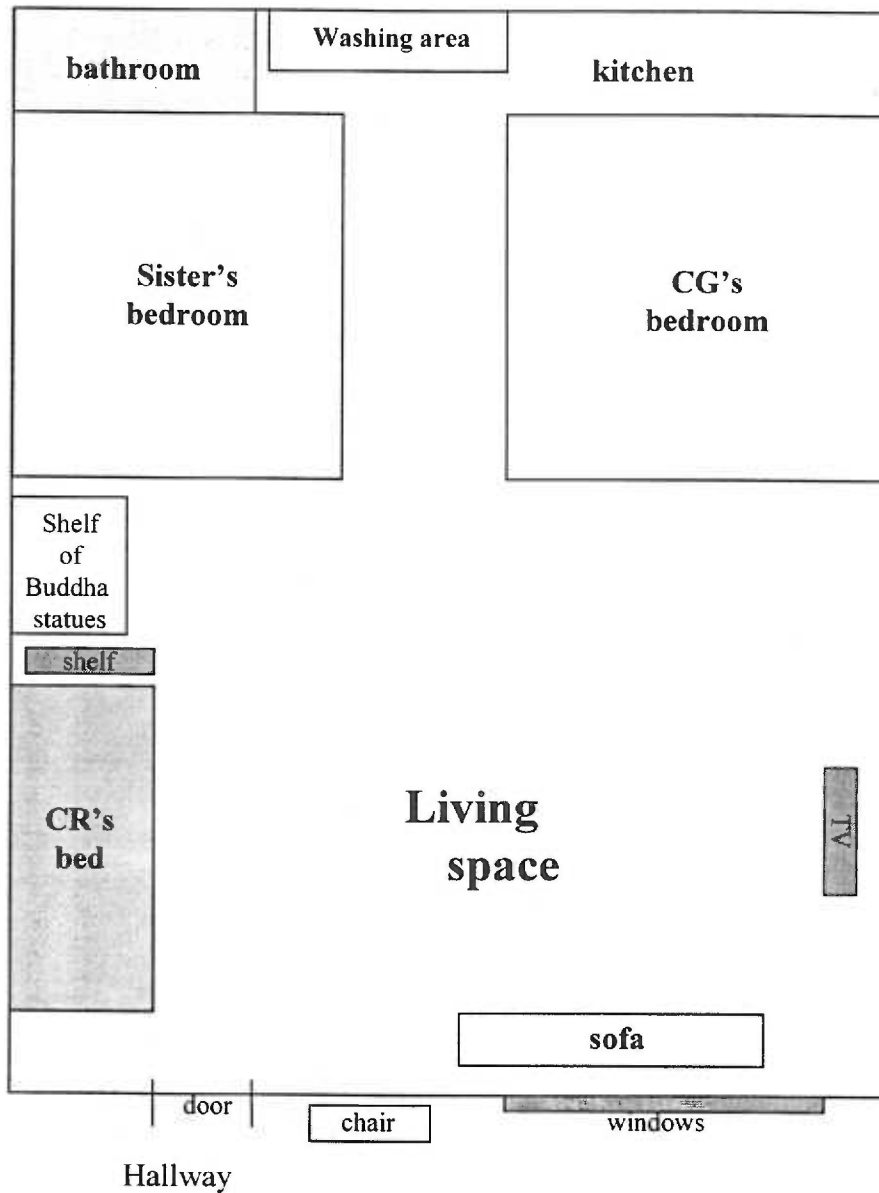 Washing area
bathroom
kitchen
Sister's
bedroom
CG's
bedroom
Shelf
of
Buddha
statues
shelf
CR's
bed
Living
space
TV
sofa
door
chair
windows
Hallway